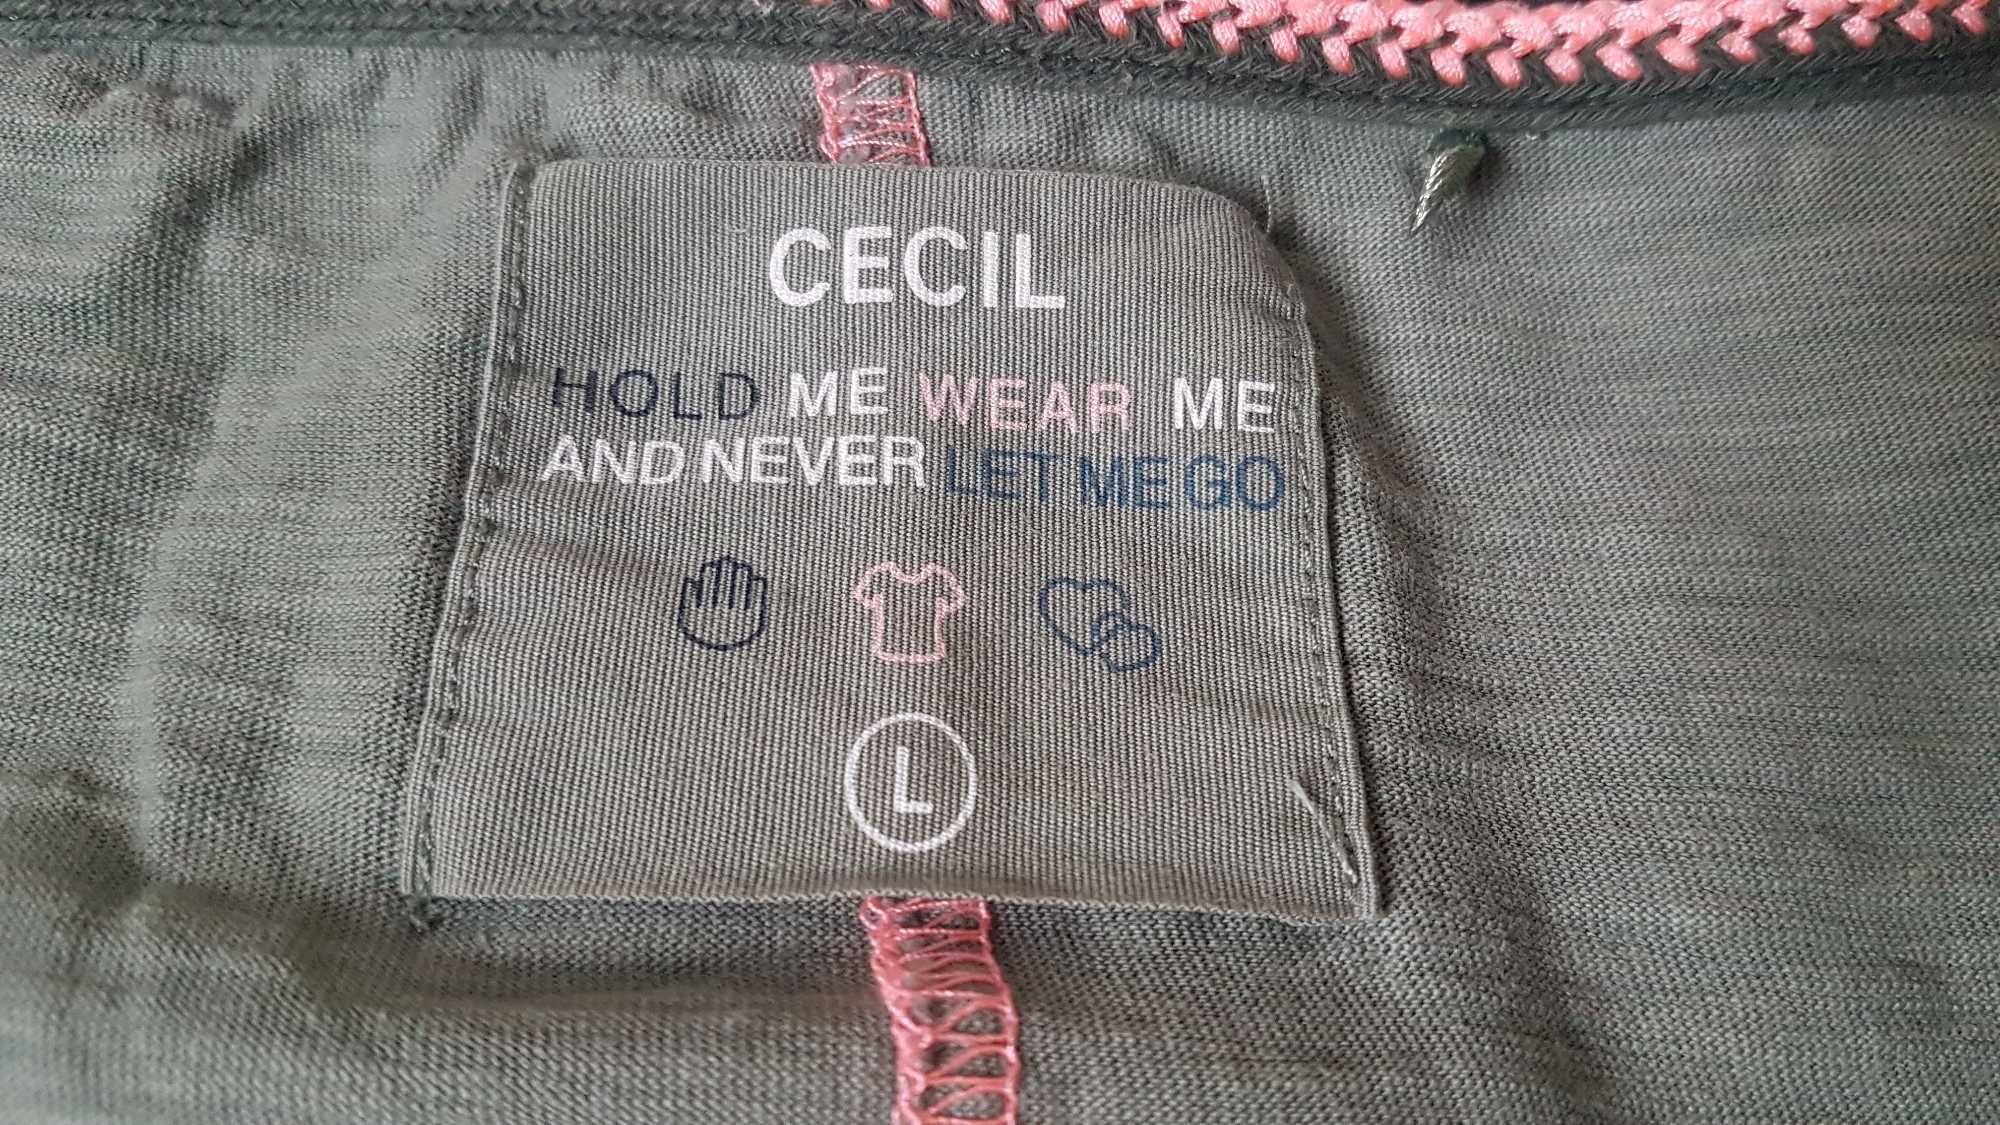 CECIL
HOLD ME WEAR ME
AND NEVER LET ME GO
L